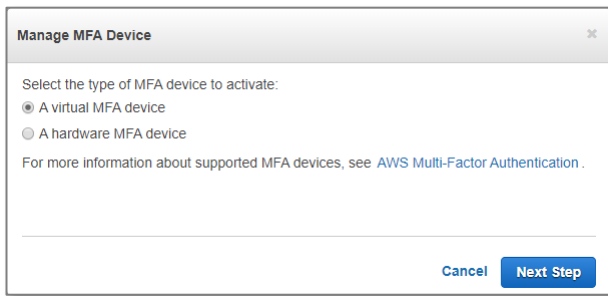 Manage MFA Device
Select the type of MFA device to activate:
A virtual MFA device
A hardware MFA device
For more information about supported MFA devices, see AWS Multi-Factor Authentication .
Cancel Next Step